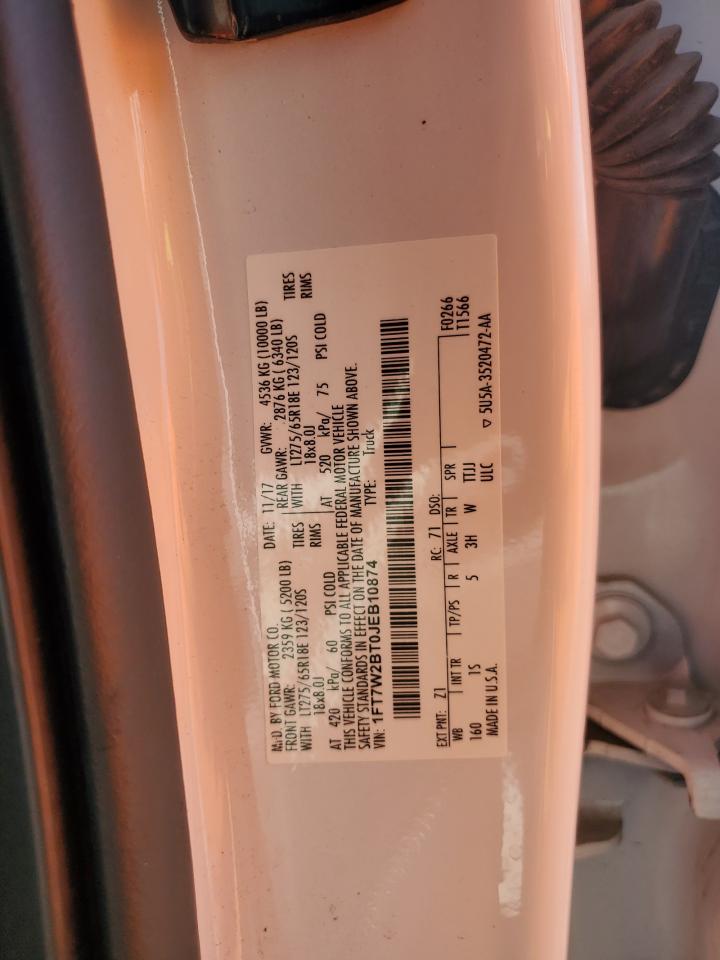 MFD. BY FORD MOTOR CO.
DATE: 11/17 GVWR: 4536 KG (10000 LB)
FRONT GAWR: 2359 KG ( 5200 LB) REAR GAWR: 2876 KG ( 6340 LB)
WITH LT275/65R18E 123/120S TIRES WITH LT275/65R18E 123/120S TIRES
18x8.0J RIMS 18x8.0J RIMS
AT 420 kPa/ 60 PSI COLD AT 520 kPa/ 75 PSI COLD
THIS VEHICLE CONFORMS TO ALL APPLICABLE FEDERAL MOTOR VEHICLE
SAFETY STANDARDS IN EFFECT ON THE DATE OF MANUFACTURE SHOWN ABOVE.
VIN: 1FT7W2BT0JEB10874 TYPE: Truck
F0266
T1566
EXT PNT: Z1 RC: 71 DSO:
WB INT TR TP/PS R AXLE TR SPR
160 1S 5 3H W TTJJ
ULC
MADE IN U.S.A. ▽ 5U5A-3520472-AA